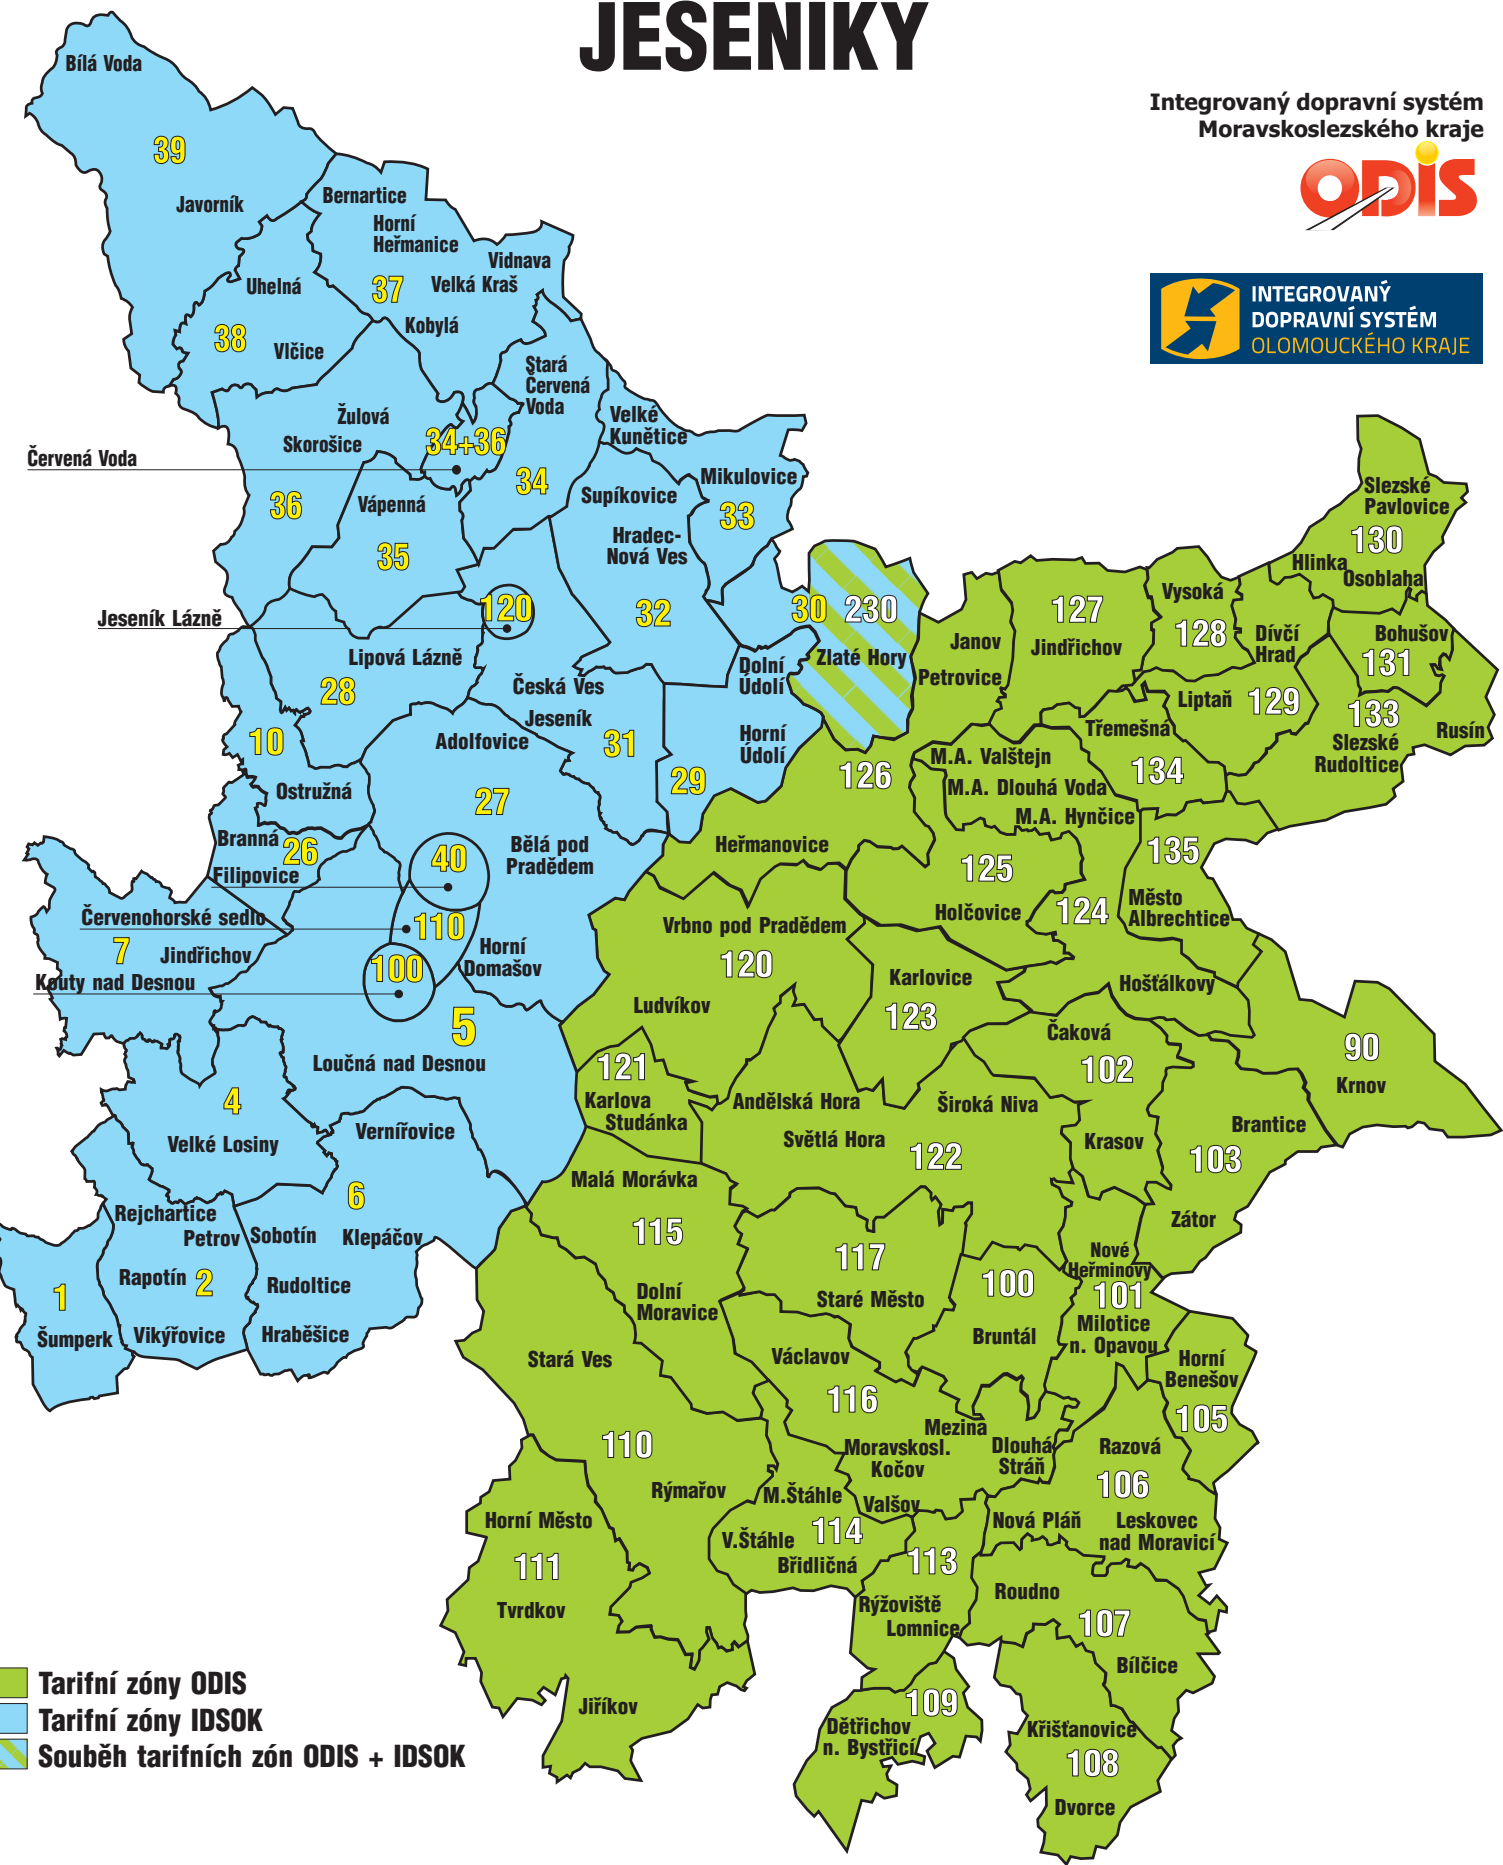 JESENIKY
Integrovaný dopravní systém
Moravskoslezského kraje
ODIS
INTEGROVANÝ
DOPRAVNÍ SYSTÉM
OLOMOUCKÉHO KRAJE
Bílá Voda
39
Javorník
Bernartice
Horní
Heřmanice
Vidnava
37
Velká Kraš
Kobylá
Uhelná
38
Vlčice
Stará
Červená
Voda
Žulová
Skorošice
34+36
Červená Voda
34
36
Vápenná
35
Velké
Kunětice
Mikulovice
33
Supíkovice
Hradec-
Nová Ves
32
120
Jeseník Lázně
Lipová Lázně
28
Česká Ves
Jeseník
31
30
230
Zlaté Hory
Dolní
Údolí
Horní
Údolí
29
10
Ostružná
Adolfovice
27
Bělá pod
Pradědem
Branná
26
40
Filipovice
Červenohorské sedlo
110
7
Jindřichov
Horní
Domašov
100
Kouty nad Desnou
5
Loučná nad Desnou
4
Velké Losiny
Vernířovice
6
Rejchartice
Petrov
Sobotín
Klepáčov
Rapotín
2
Rudoltice
1
Šumperk
Vikýřovice
Hraběšice
Slezské
Pavlovice
130
Hlinka
Osoblaha
Bohušov
131
133
Slezské
Rudoltice
Rusín
Vysoká
128
Dívčí
Hrad
Liptaň
129
127
Jindřichov
Janov
Petrovice
Třemešná
134
M.A. Valštejn
M.A. Dlouhá Voda
M.A. Hynčice
126
Heřmanovice
135
Město
Albrechtice
125
Holčovice
124
Vrbno pod Pradědem
120
Ludvíkov
Karlovice
123
Hošťálkovy
90
Krnov
Čaková
102
Krasov
Brantice
103
Zátor
121
Karlova
Studánka
Andělská Hora
Široká Niva
Světlá Hora
122
Malá Morávka
115
Dolní
Moravice
117
Staré Město
100
Bruntál
Nové
Heřminovy
101
Milotice
n. Opavou
Horní
Benešov
105
Václavov
116
Mezina
Moravskosl.
Kočov
Dlouhá
Stráň
Razová
106
Leskovec
nad Moravicí
Nová Pláň
Stará Ves
110
Rýmařov
M.Štáhle
Valšov
V.Štáhle
114
Břidličná
113
Rýžoviště
Lomnice
Horní Město
111
Tvrdkov
Jiříkov
Roudno
107
Bílčice
109
Dětřichov
n. Bystřicí
Křišťanovice
108
Dvorce
Tarifní zóny ODIS
Tarifní zóny IDSOK
Souběh tarifních zón ODIS + IDSOK